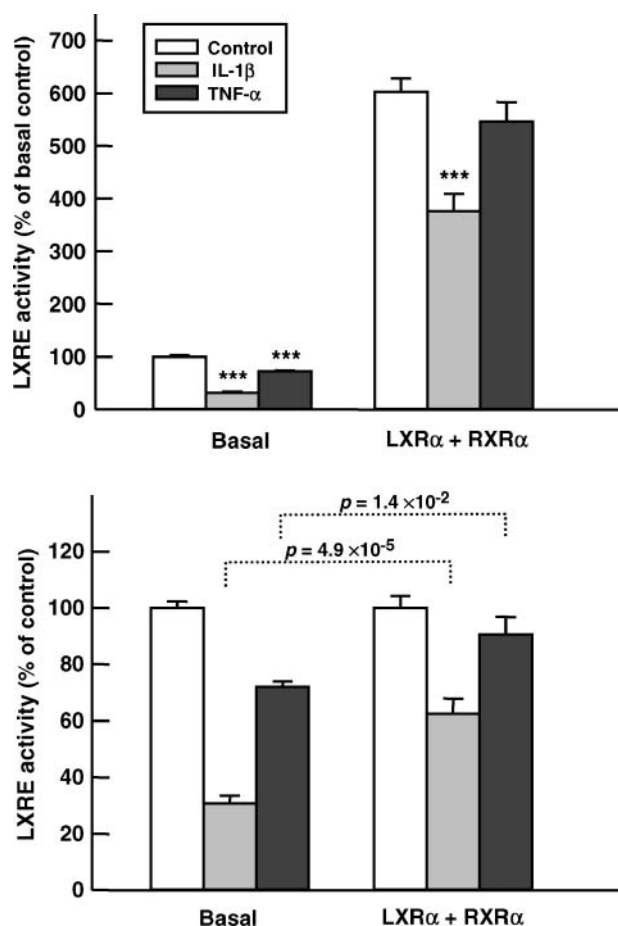 LXRE activity (% of basal control)
700
600
500
400
300
200
100
0
Control
IL-1β
TNF-α
***
***
***
Basal
LXRα + RXRα
LXRE activity (% of control)
120
100
80
60
40
20
0
p = 1.4 ×10-2
p = 4.9 ×10-5
Basal
LXRα + RXRα